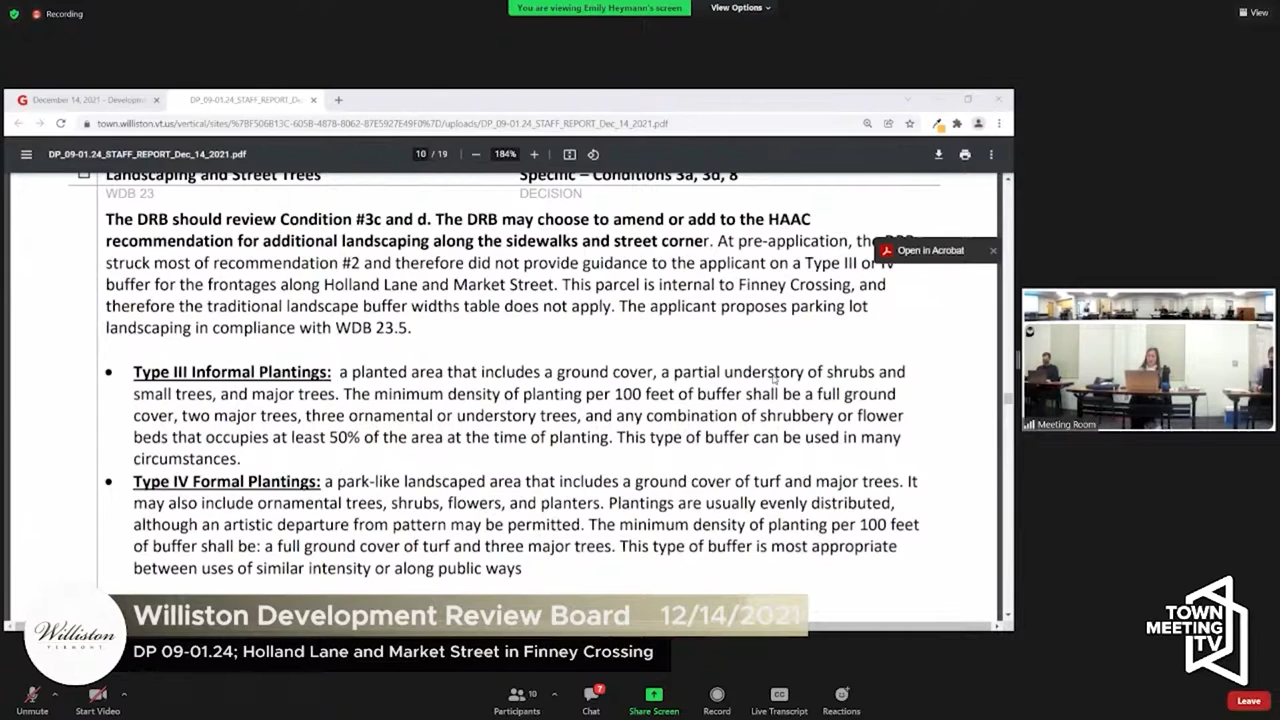 Recording
You are viewing Emily Heymann's screen
View Options
View
December 14, 2021 - Developm
DP_09-01.24_STAFF_REPORT_De
town.williston.vt.us/vertical/sites/%7BF506B13C-605B-4878-8062-87E5927E49F0%7D/uploads/DP_09-01.24_STAFF_REPORT_Dec_14_2021.pdf
DP_09-01.24_STAFF_REPORT_Dec_14_2021.pdf
10 / 19
184%
Landscaping and Street Trees
Specific – Conditions 3a, 3d, 8
WDB 23
DECISION
The DRB should review Condition #3c and d. The DRB may choose to amend or add to the HAAC
recommendation for additional landscaping along the sidewalks and street corner. At pre-application, the DRB
Open in Acrobat
struck most of recommendation #2 and therefore did not provide guidance to the applicant on a Type III or IV
buffer for the frontages along Holland Lane and Market Street. This parcel is internal to Finney Crossing, and
therefore the traditional landscape buffer widths table does not apply. The applicant proposes parking lot
landscaping in compliance with WDB 23.5.
• Type III Informal Plantings: a planted area that includes a ground cover, a partial understory of shrubs and
small trees, and major trees. The minimum density of planting per 100 feet of buffer shall be a full ground
cover, two major trees, three ornamental or understory trees, and any combination of shrubbery or flower
beds that occupies at least 50% of the area at the time of planting. This type of buffer can be used in many
circumstances.
• Type IV Formal Plantings: a park-like landscaped area that includes a ground cover of turf and major trees. It
may also include ornamental trees, shrubs, flowers, and planters. Plantings are usually evenly distributed,
although an artistic departure from pattern may be permitted. The minimum density of planting per 100 feet
of buffer shall be: a full ground cover of turf and three major trees. This type of buffer is most appropriate
between uses of similar intensity or along public ways
Meeting Room
Williston
VERMONT
Williston Development Review Board 12/14/2021
DP 09-01.24; Holland Lane and Market Street in Finney Crossing
TOWN
MEETING
TV
Unmute
Start Video
10
Participants
7
Chat
Share Screen
Record
CC
Live Transcript
Reactions
Leave